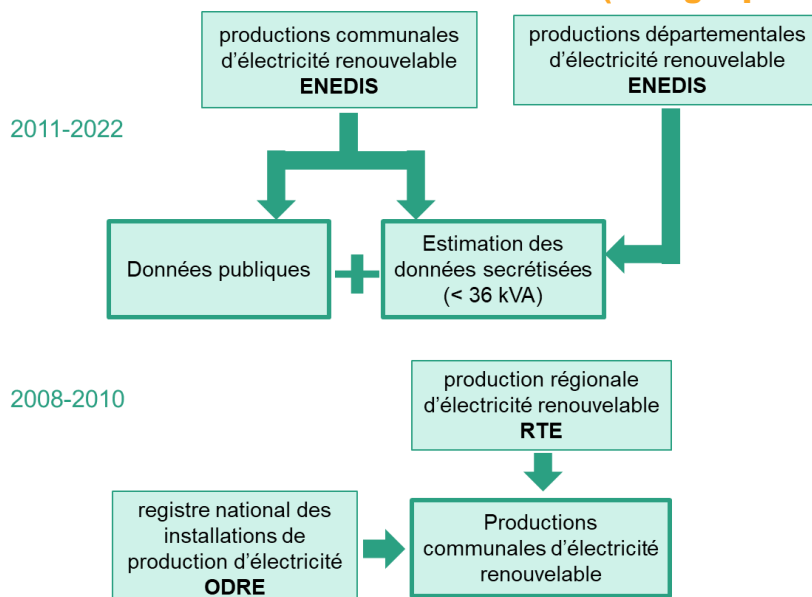 productions communales
d’électricité renouvelable
ENEDIS
productions départementales
d’électricité renouvelable
ENEDIS
2011-2022
Données publiques
Estimation des
données secrétisées
(< 36 kVA)
2008-2010
production régionale
d’électricité renouvelable
RTE
registre national des
installations de
production d’électricité
ODRE
Productions
communales d’électricité
renouvelable